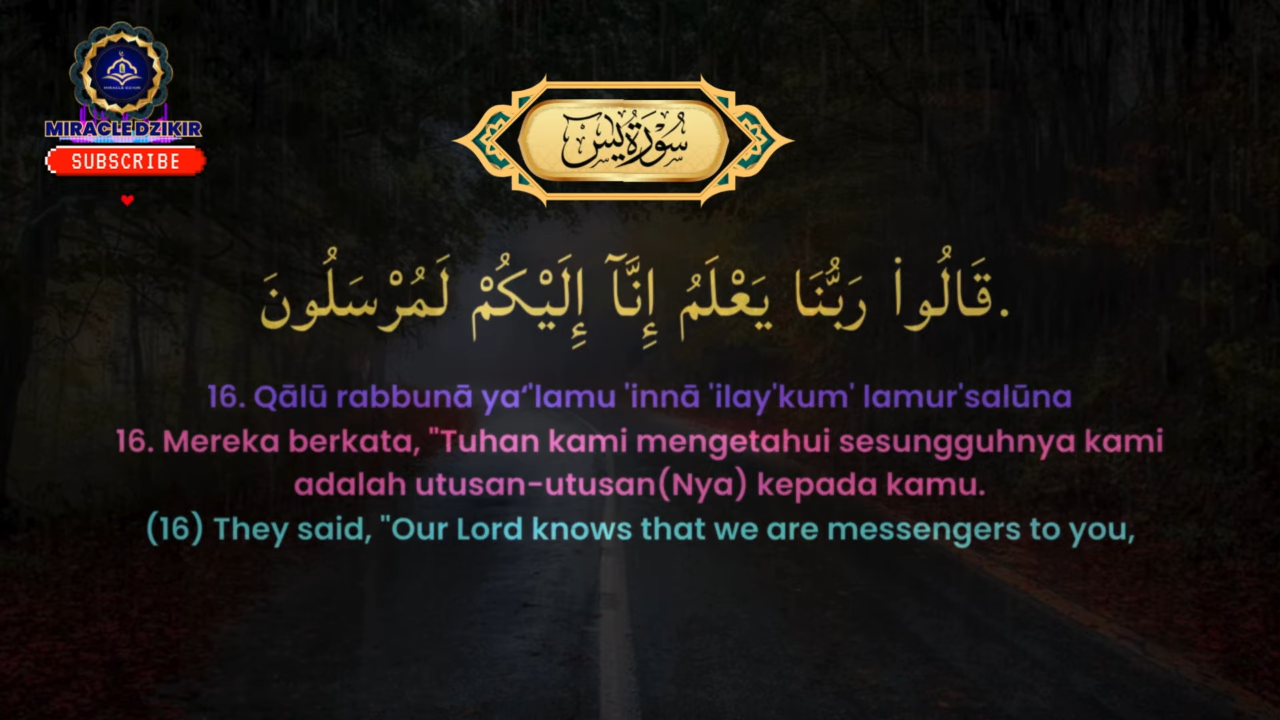 MIRACLE DZIKIR
MIRACLE DZIKIR
SUBSCRIBE
سُوْرَةُ يٰسٓ
قَالُوا۟ رَبُّنَا يَعْلَمُ إِنَّآ إِلَيْكُمْ لَمُرْسَلُونَ.
16. Qālū rabbunā ya‘'lamu 'innā 'ilay'kum' lamur'salūna
16. Mereka berkata, "Tuhan kami mengetahui sesungguhnya kami
adalah utusan-utusan(Nya) kepada kamu.
(16) They said, "Our Lord knows that we are messengers to you,